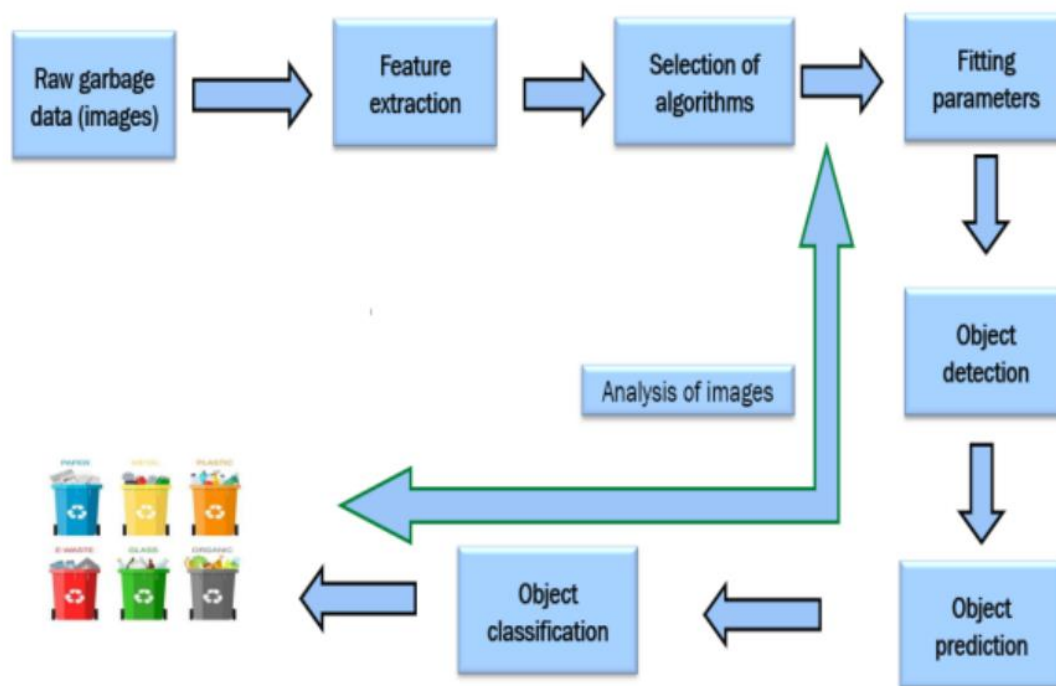 Raw garbage
data (images)
Feature
extraction
Selection of
algorithms
Fitting
parameters
Object
detection
Analysis of images
PAPER
METAL
PLASTIC
E-WASTE
GLASS
ORGANIC
Object
classification
Object
prediction